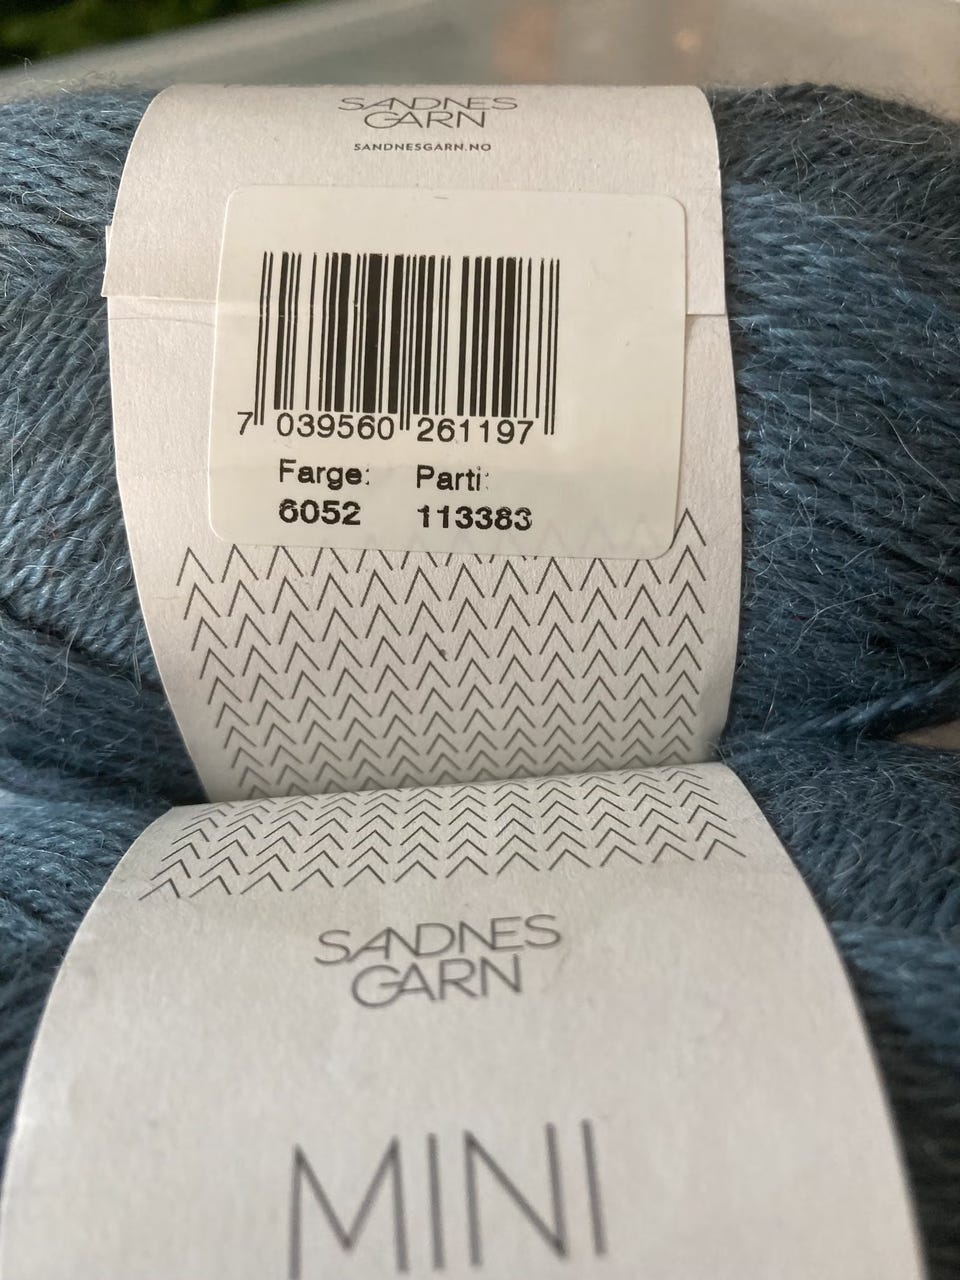 SANDNES
GARN
SANDNESGARN.NO
7 039560 261197
Farge: Parti:
6052 113383
SANDNES
GARN
MINI